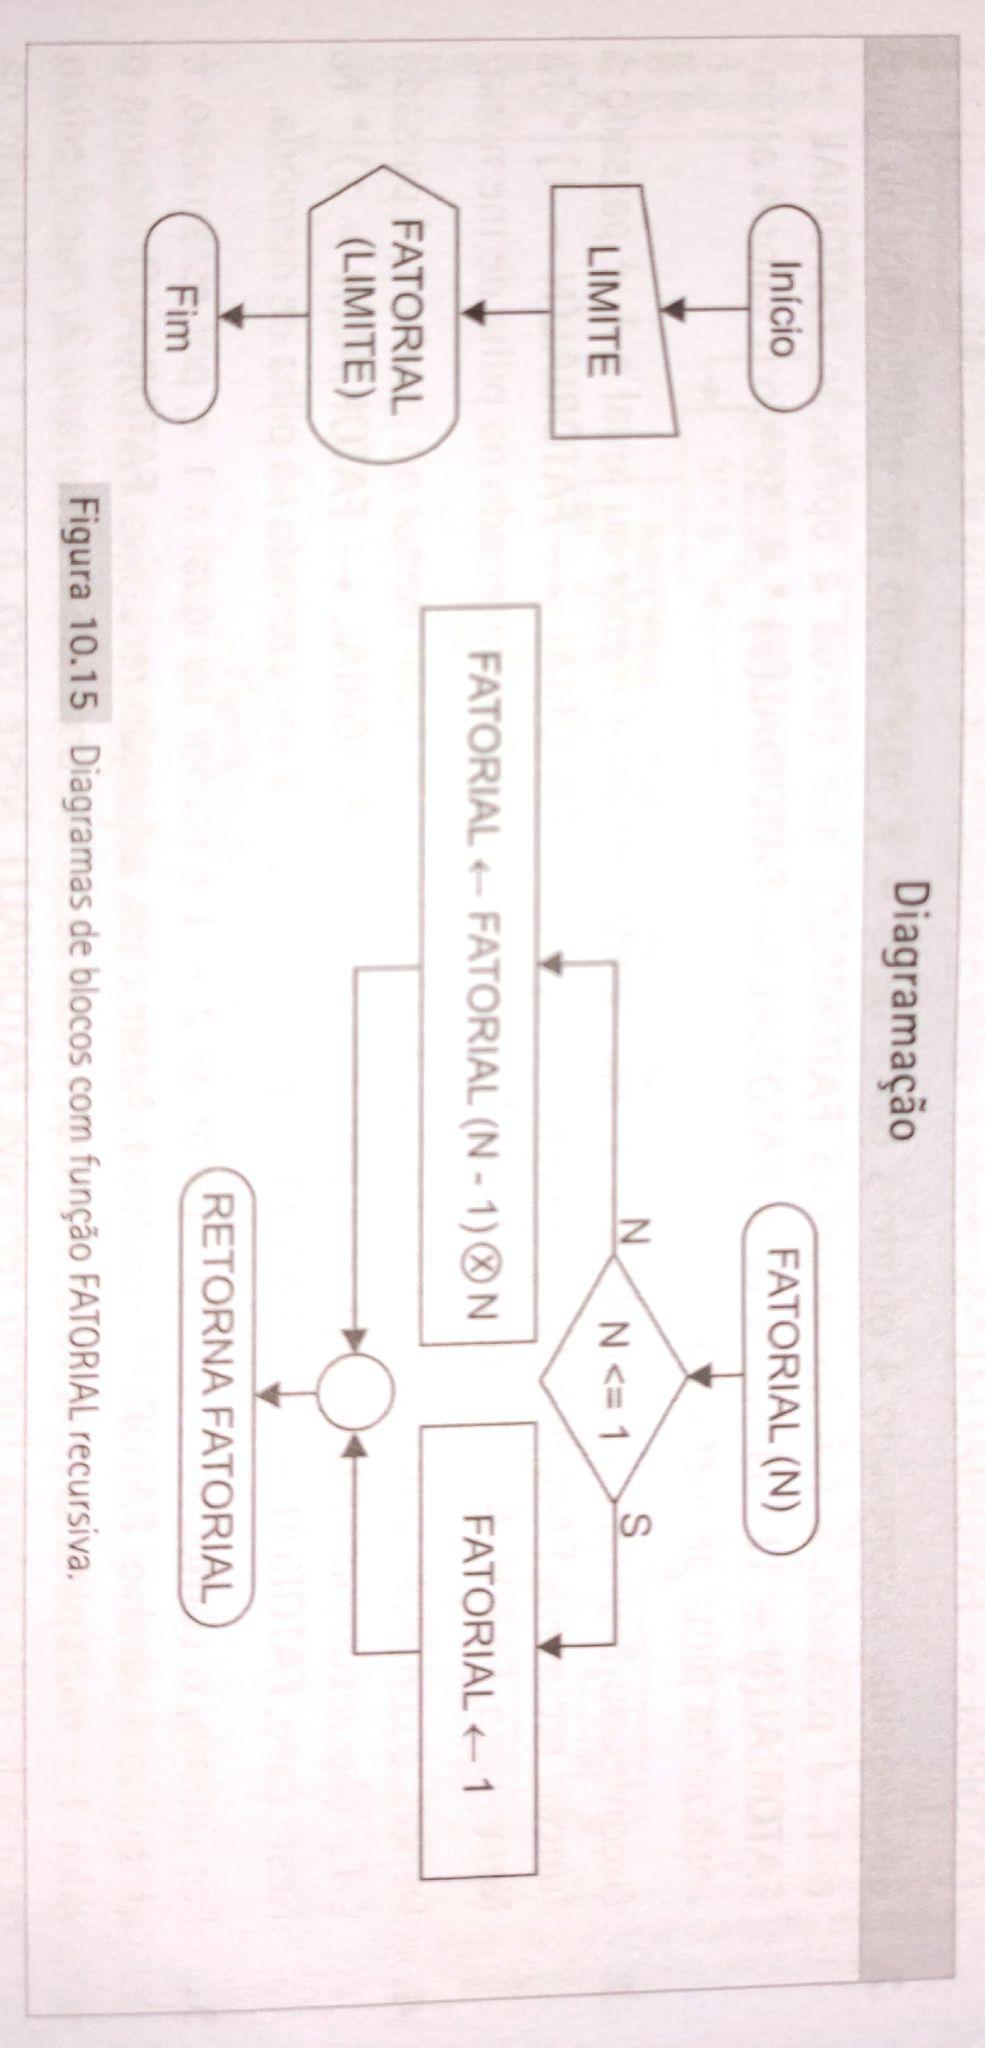 Diagramação
Início
LIMITE
FATORIAL
(LIMITE)
Fim
FATORIAL (N)
N
N <= 1
S
FATORIAL ← FATORIAL (N - 1) ⓧ N
FATORIAL ← 1
RETORNA FATORIAL
Figura 10.15 Diagramas de blocos com função FATORIAL recursiva.